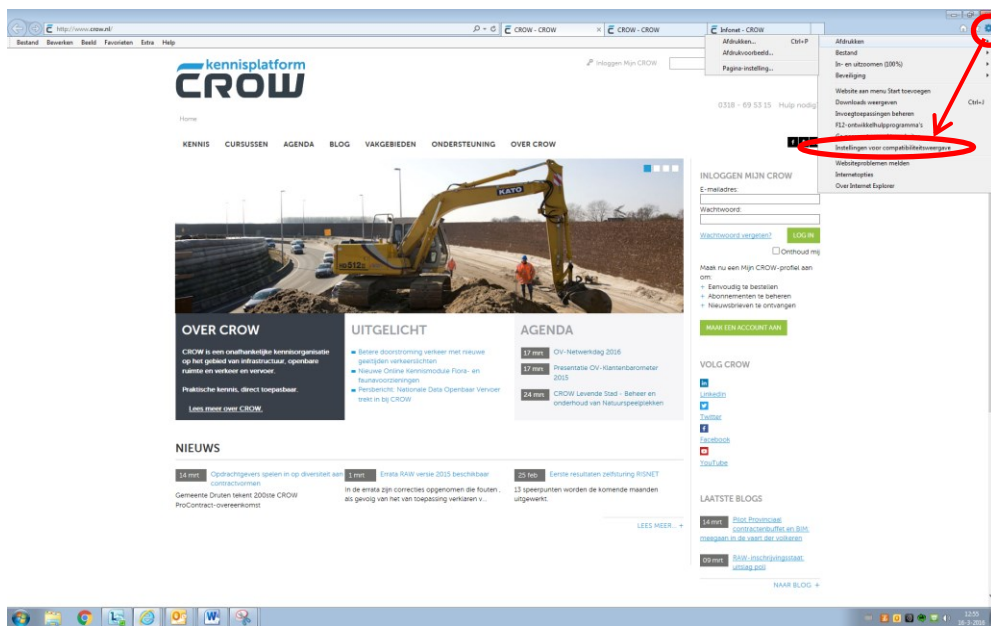 http://www.crow.nl/
CROW - CROW
CROW - CROW
Infonet - CROW
Bestand Bewerken Beeld Favorieten Extra Help
Afdrukken... Ctrl+P
Afdrukvoorbeeld...
Pagina-instelling...
Afdrukken
Bestand
In- en uitzoomen (100%)
Beveiliging
Website aan menu Start toevoegen
Downloads weergeven Ctrl+J
Invoegtoepassingen beheren
F12-ontwikkelhulpprogramma's
Instellingen voor compatibiliteitsweergave
Websiteproblemen melden
Internetopties
Over Internet Explorer
kennisplatform
CROW
Inloggen Mijn CROW
0318 - 69 53 15 Hulp nodig?
Home
KENNIS CURSUSSEN AGENDA BLOG VAKGEBIEDEN ONDERSTEUNING OVER CROW
KATO
HD512
OVER CROW
CROW is een onafhankelijke kennisorganisatie
op het gebied van infrastructuur, openbare
ruimte en verkeer en vervoer.
Praktische kennis, direct toepasbaar.
Lees meer over CROW.
UITGELICHT
Betere doorstroming verkeer met nieuwe
geeltijden verkeerslichten
Nieuwe Online Kennismodule Flora- en
faunavoorzieningen
Persbericht: Nationale Data Openbaar Vervoer
trekt in bij CROW
AGENDA
17 mrt OV-Netwerkdag 2016
17 mrt Presentatie OV-Klantenbarometer
2015
24 mrt CROW Levende Stad - Beheer en
onderhoud van Natuurspeelplekken
INLOGGEN MIJN CROW
E-mailadres:
Wachtwoord:
Wachtwoord vergeten? LOG IN
Onthoud mij
Maak nu een Mijn CROW-profiel aan
om:
+ Eenvoudig te bestellen
+ Abonnementen te beheren
+ Nieuwsbrieven te ontvangen
MAAK EEN ACCOUNT AAN
VOLG CROW
LinkedIn
Twitter
Facebook
YouTube
NIEUWS
14 mrt Opdrachtgevers spelen in op diversiteit aan
contractvormen
Gemeente Druten tekent 200ste CROW
ProContract-overeenkomst
1 mrt Errata RAW versie 2015 beschikbaar
In de errata zijn correcties opgenomen die fouten ,
als gevolg van het van toepassing verklaren v...
25 feb Eerste resultaten zelfsturing RISNET
13 speerpunten worden de komende maanden
uitgewerkt.
LEES MEER... +
LAATSTE BLOGS
14 mrt Pilot Provinciaal
contractenbuffet en BIM:
meegaan in de vaart der volkeren
09 mrt RAW-inschrijvingsstaat:
uitslag poll
NAAR BLOG +
12:55
16-3-2016